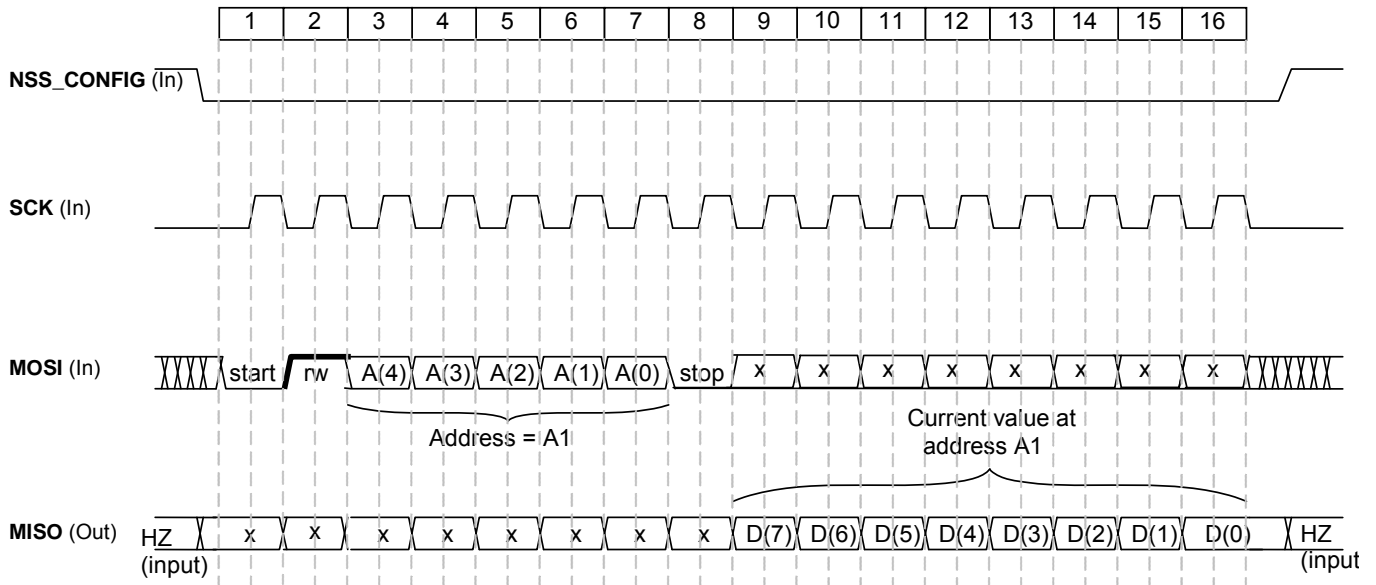 1 2 3 4 5 6 7 8 9 10 11 12 13 14 15 16
NSS_CONFIG (In)
SCK (In)
MOSI (In) start rw A(4) A(3) A(2) A(1) A(0) stop x x x x x x x x
Address = A1
Current value at
address A1
MISO (Out) HZ x x x x x x x x D(7) D(6) D(5) D(4) D(3) D(2) D(1) D(0) HZ
(input) (input